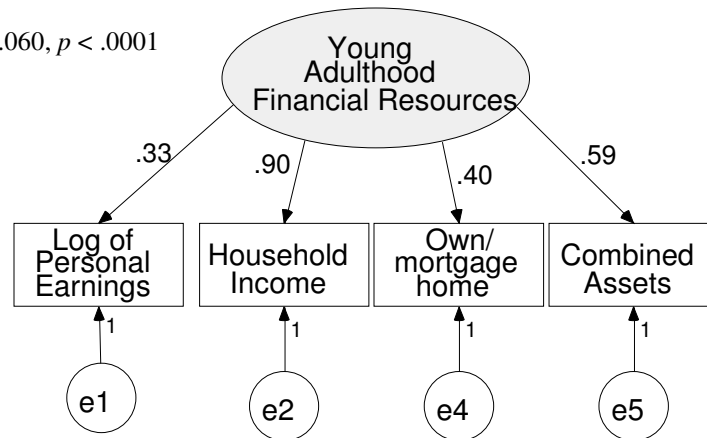 .060, p < .0001
Young
Adulthood
Financial Resources
.33
.90
.40
.59
Log of
Personal
Earnings
Household
Income
Own/
mortgage
home
Combined
Assets
1
1
1
1
e1
e2
e4
e5